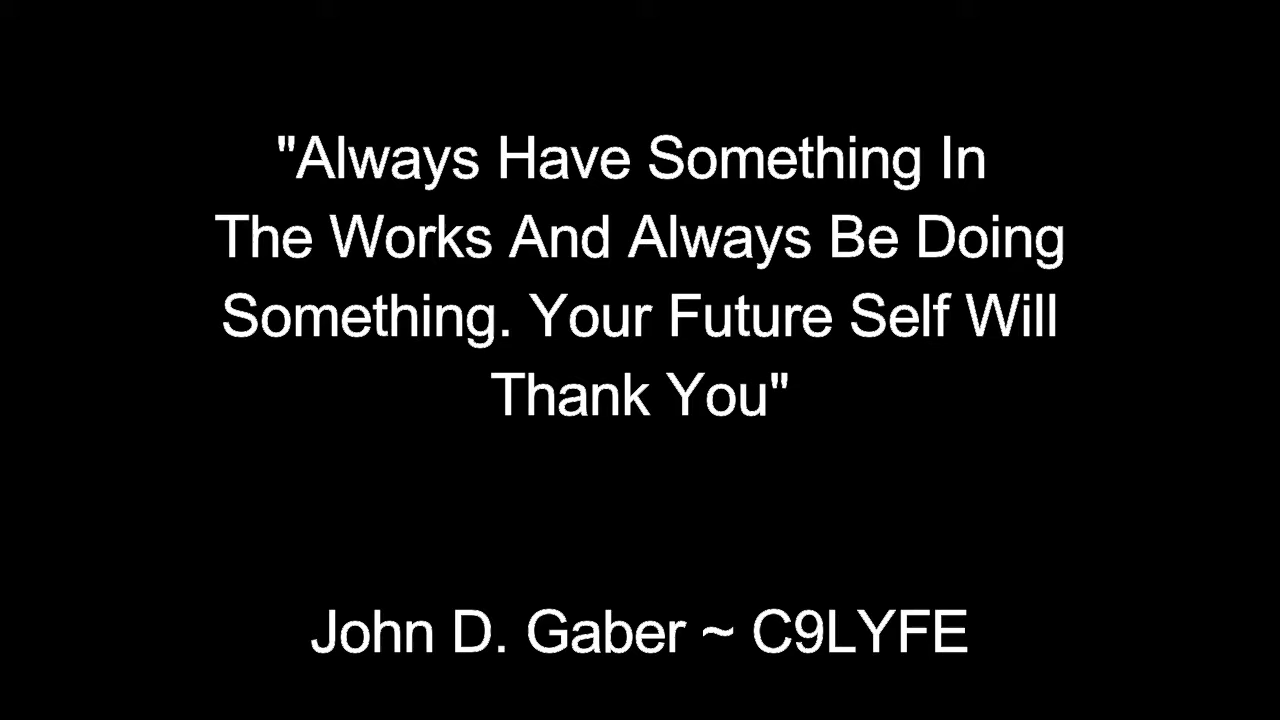 "Always Have Something In
The Works And Always Be Doing
Something. Your Future Self Will
Thank You"
John D. Gaber ~ C9LYFE